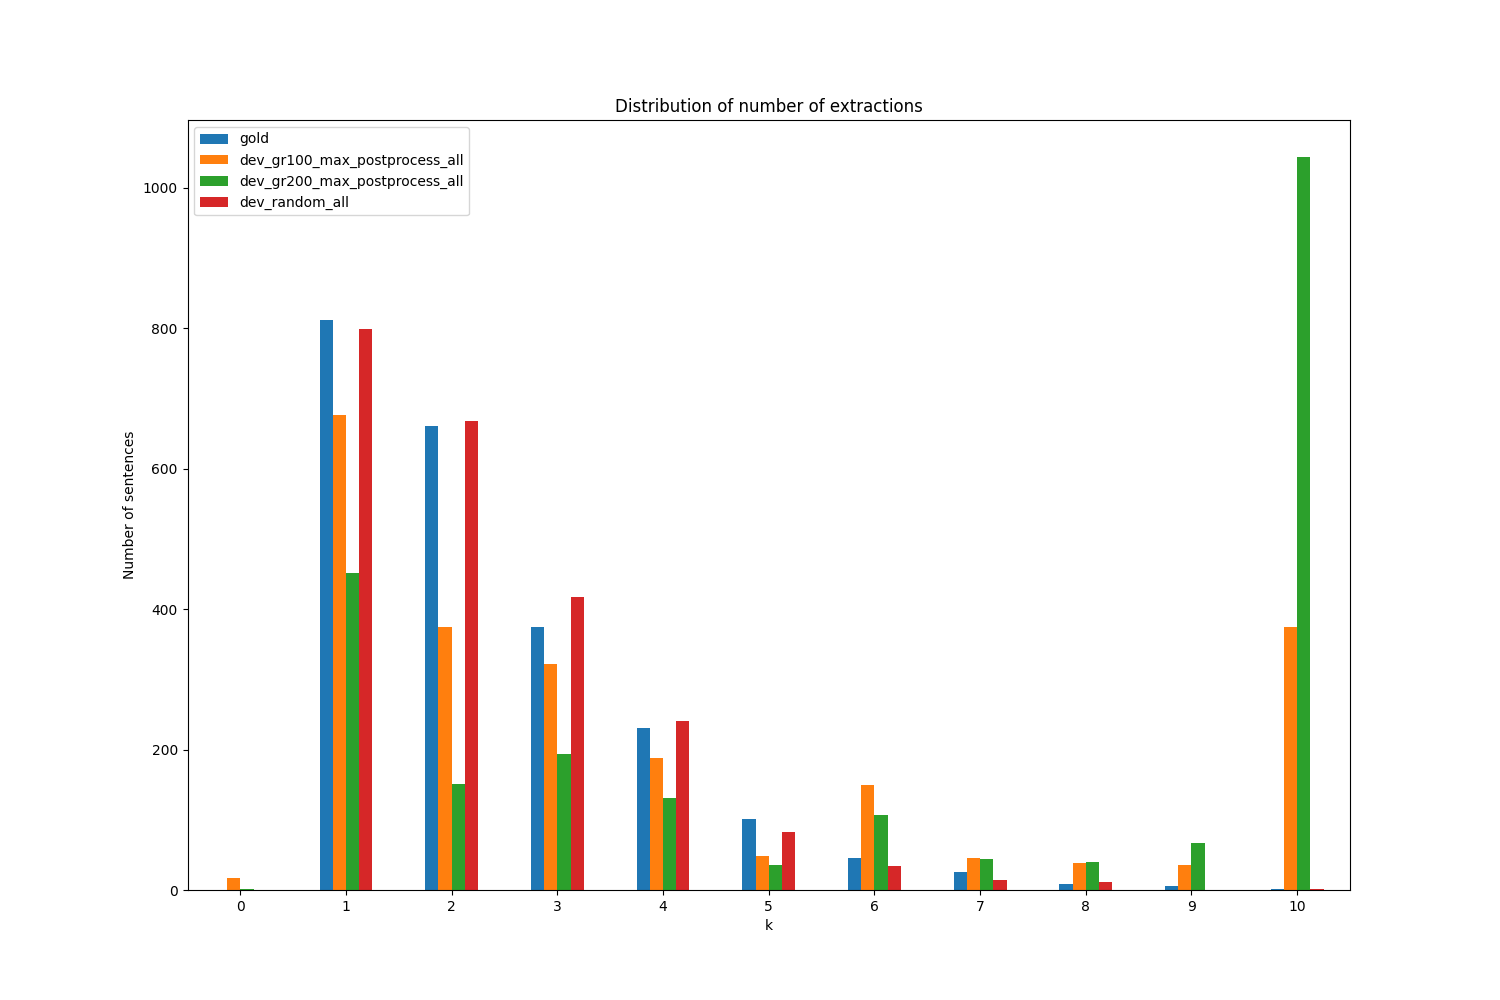 Distribution of number of extractions
gold
dev_gr100_max_postprocess_all
dev_gr200_max_postprocess_all
dev_random_all
1000
800
600
400
200
0
Number of sentences
0 1 2 3 4 5 6 7 8 9 10
k